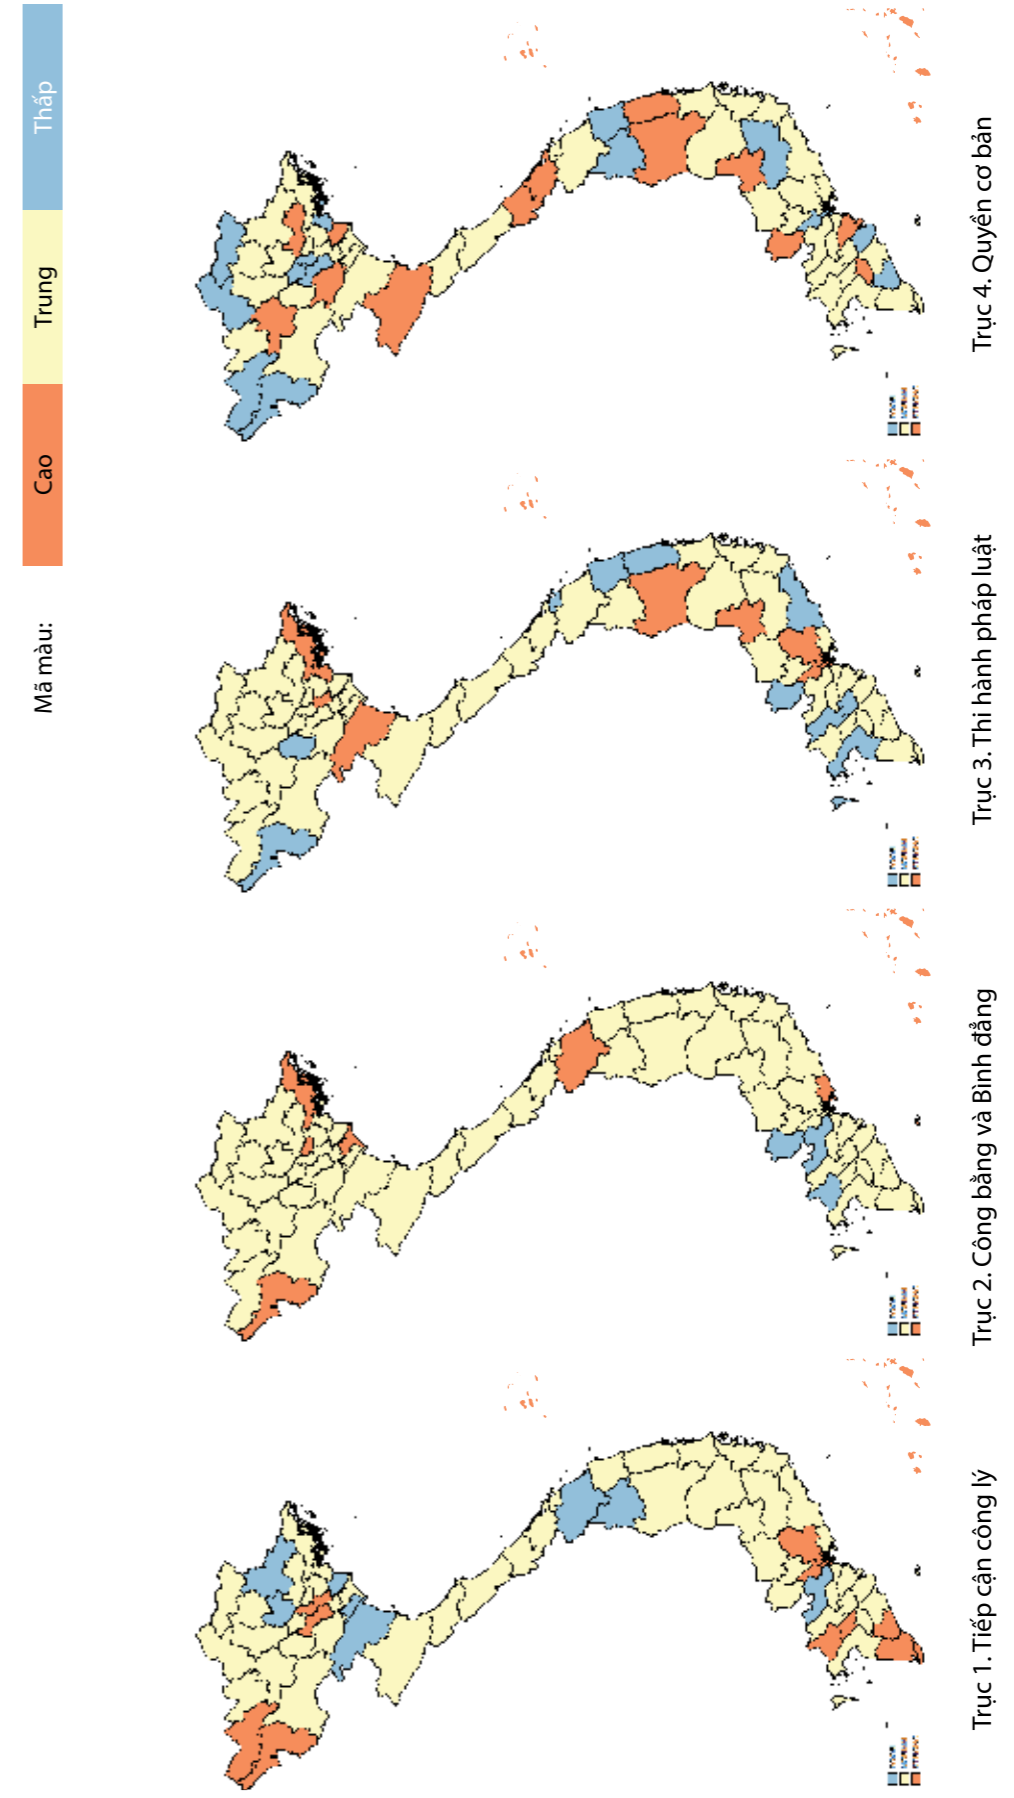 Trục 1. Tiếp cận công lý
Trục 2. Công bằng và Bình đẳng
Trục 3. Thi hành pháp luật
Trục 4. Quyền cơ bản
Mã màu:
Cao
Trung
Thấp